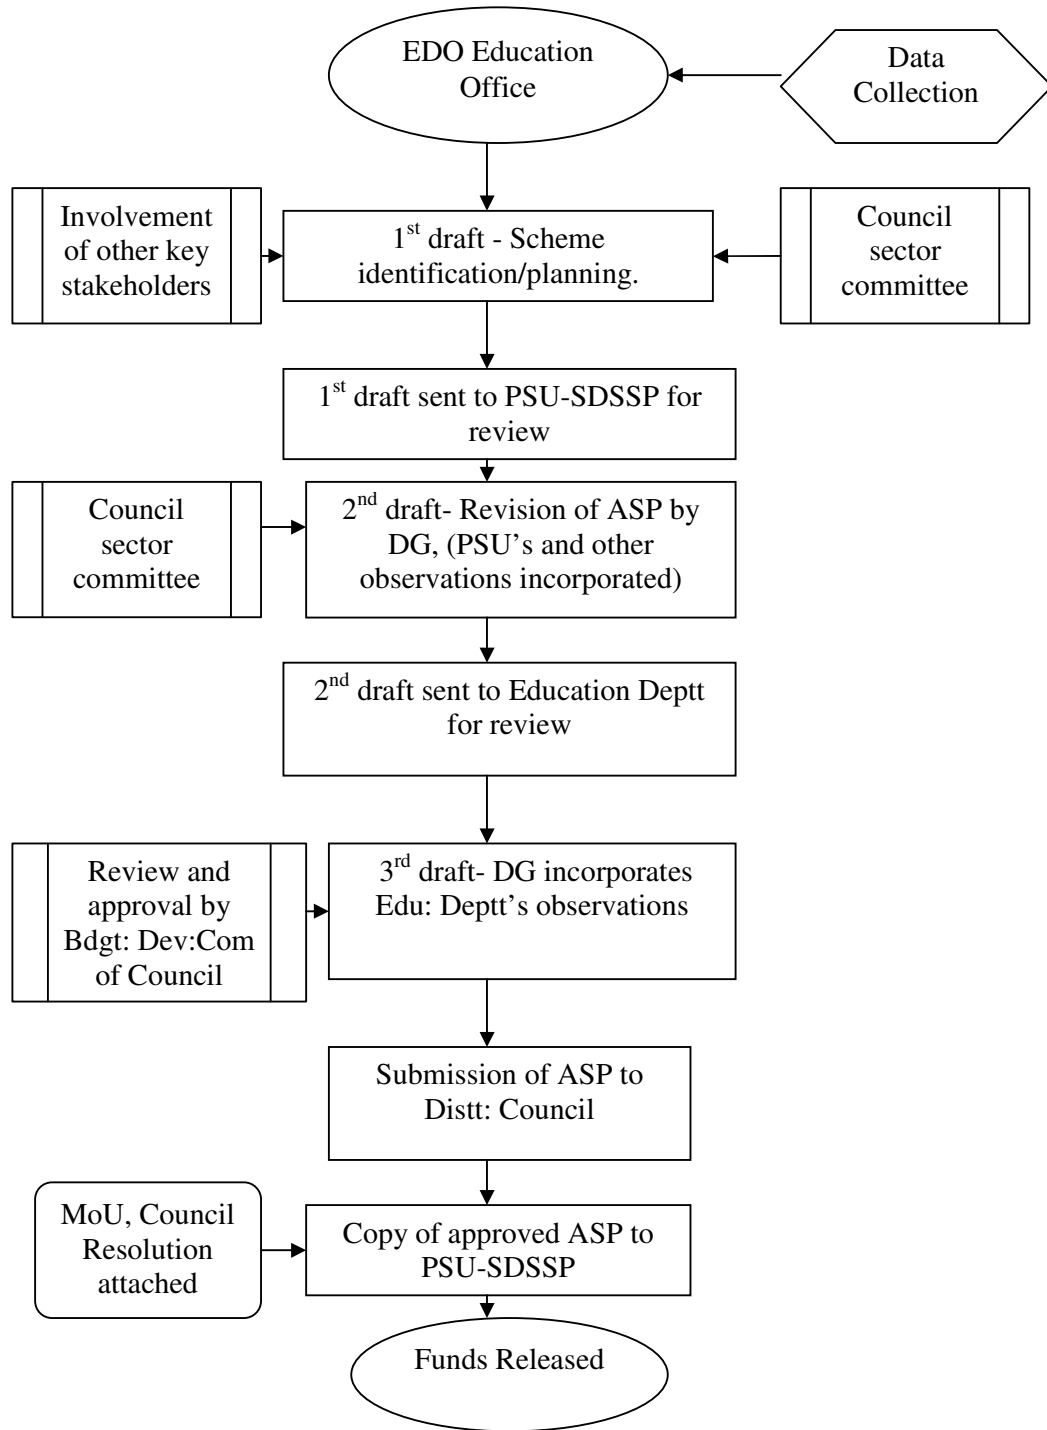 EDO Education
Office
Data
Collection
Involvement
of other key
stakeholders
1st draft - Scheme
identification/planning.
Council
sector
committee
1st draft sent to PSU-SDSSP for
review
Council
sector
committee
2nd draft- Revision of ASP by
DG, (PSU's and other
observations incorporated)
2nd draft sent to Education Deptt
for review
Review and
approval by
Bdgt: Dev:Com
of Council
3rd draft- DG incorporates
Edu: Deptt's observations
Submission of ASP to
Distt: Council
MoU, Council
Resolution
attached
Copy of approved ASP to
PSU-SDSSP
Funds Released